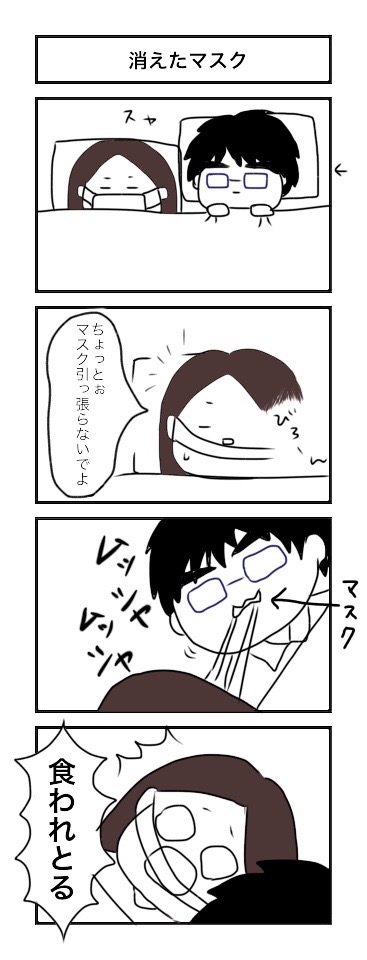 消えたマスク
スヤ
←
ちょっとぉ
マスク引っ張らないでよ
びろーん
ムッシャ
ムッシャ
マスク
食われとる